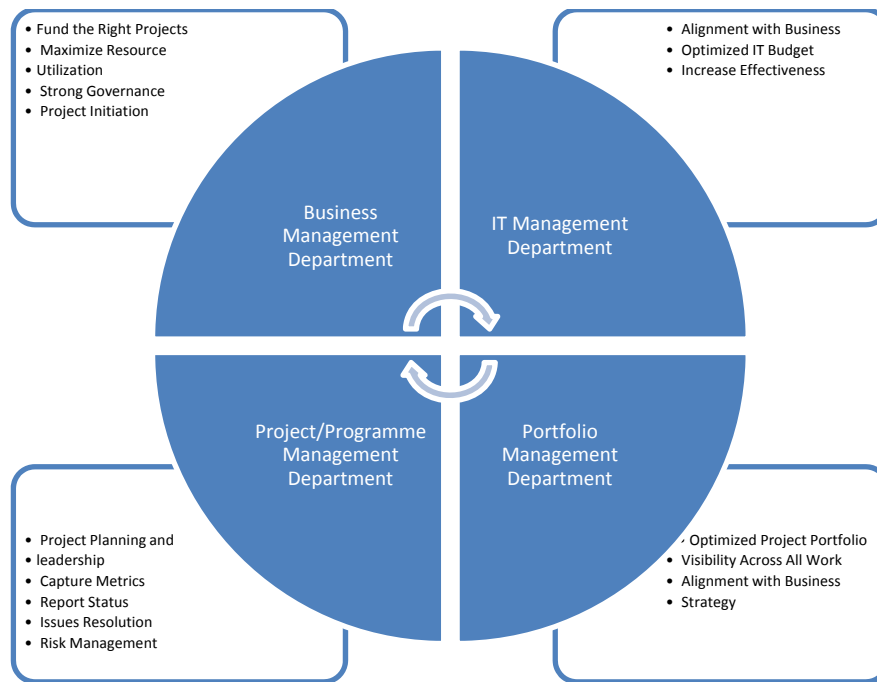 • Fund the Right Projects
• Maximize Resource
• Utilization
• Strong Governance
• Project Initiation
• Alignment with Business
• Optimized IT Budget
• Increase Effectiveness
Business
Management
Department
IT Management
Department
Project/Programme
Management
Department
Portfolio
Management
Department
• Project Planning and
• leadership
• Capture Metrics
• Report Status
• Issues Resolution
• Risk Management
• Optimized Project Portfolio
• Visibility Across All Work
• Alignment with Business
• Strategy